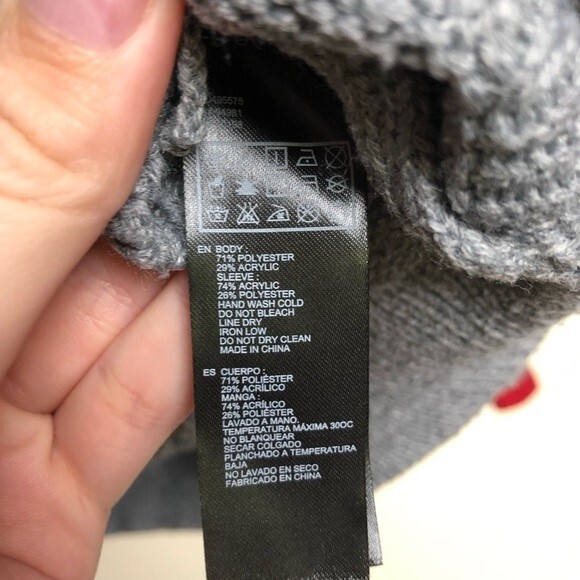 EN BODY :
71% POLYESTER
29% ACRYLIC
SLEEVE :
74% ACRYLIC
26% POLYESTER
HAND WASH COLD
DO NOT BLEACH
LINE DRY
IRON LOW
DO NOT DRY CLEAN
MADE IN CHINA
ES CUERPO :
71% POLIÉSTER
29% ACRÍLICO
MANGA :
74% ACRÍLICO
26% POLIÉSTER
LAVADO A MANO,
TEMPERATURA MÁXIMA 30OC
NO BLANQUEAR
SECAR COLGADO
PLANCHADO A TEMPERATURA
BAJA
NO LAVADO EN SECO
FABRICADO EN CHINA